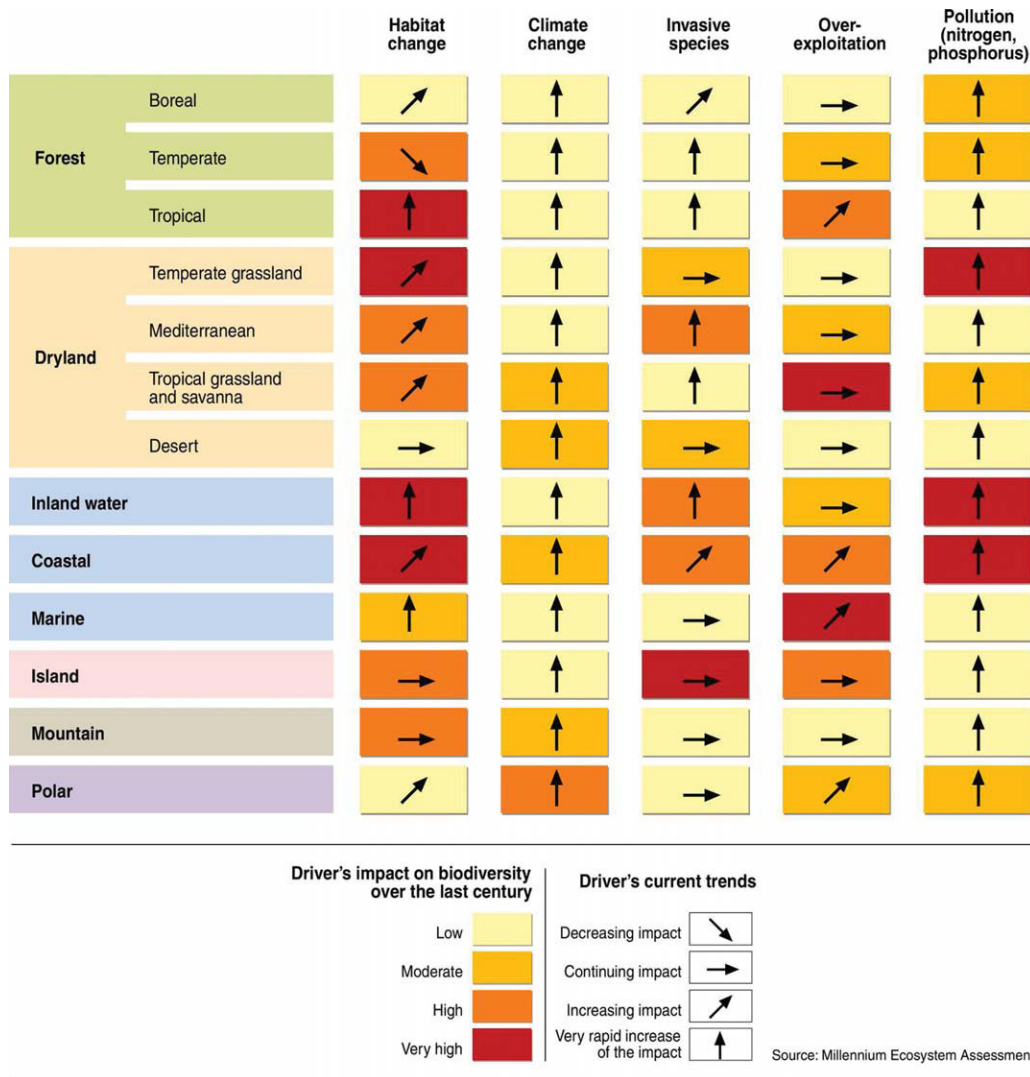 Habitat change
Climate change
Invasive species
Over-exploitation
Pollution (nitrogen, phosphorus)
Forest
Boreal
Temperate
Tropical
Dryland
Temperate grassland
Mediterranean
Tropical grassland
and savanna
Desert
Inland water
Coastal
Marine
Island
Mountain
Polar
Driver's impact on biodiversity
over the last century
Low
Moderate
High
Very high
Driver's current trends
Decreasing impact
Continuing impact
Increasing impact
Very rapid increase
of the impact
Source: Millennium Ecosystem Assessmen